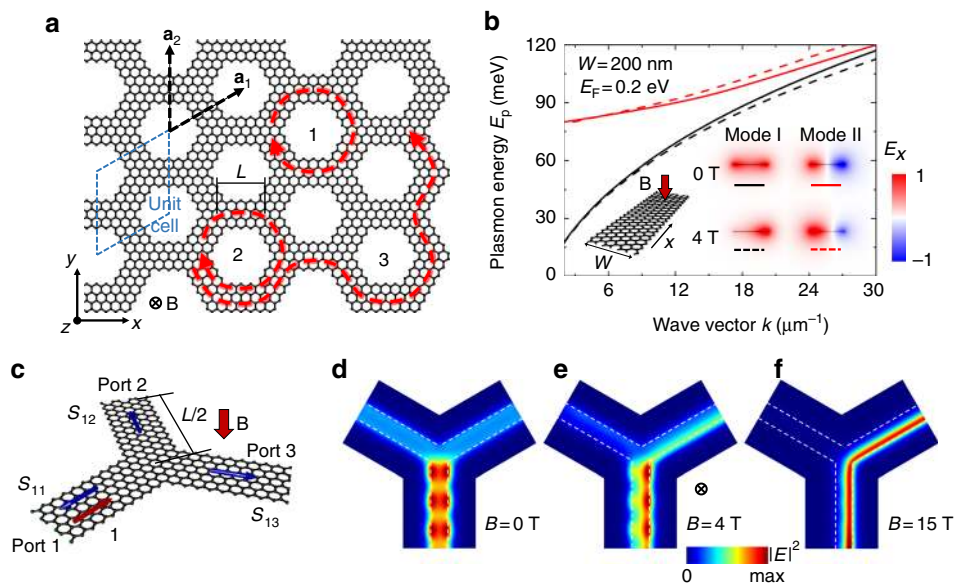 a
a₂
a₁
1
L
Unit
cell
2
3
y
z
x
⊗ B
b
Plasmon energy Eₚ (meV)
120
90
60
30
0
W = 200 nm
E_F = 0.2 eV
Mode I
Mode II
0 T
4 T
B
W
x
Eₓ
1
−1
6
12
18
24
30
Wave vector k (μm⁻¹)
c
Port 2
S₁₂
L/2
B
Port 3
S₁₁
S₁₃
Port 1
1
d
B = 0 T
e
⊗
B = 4 T
f
B = 15 T
|E|²
0
max